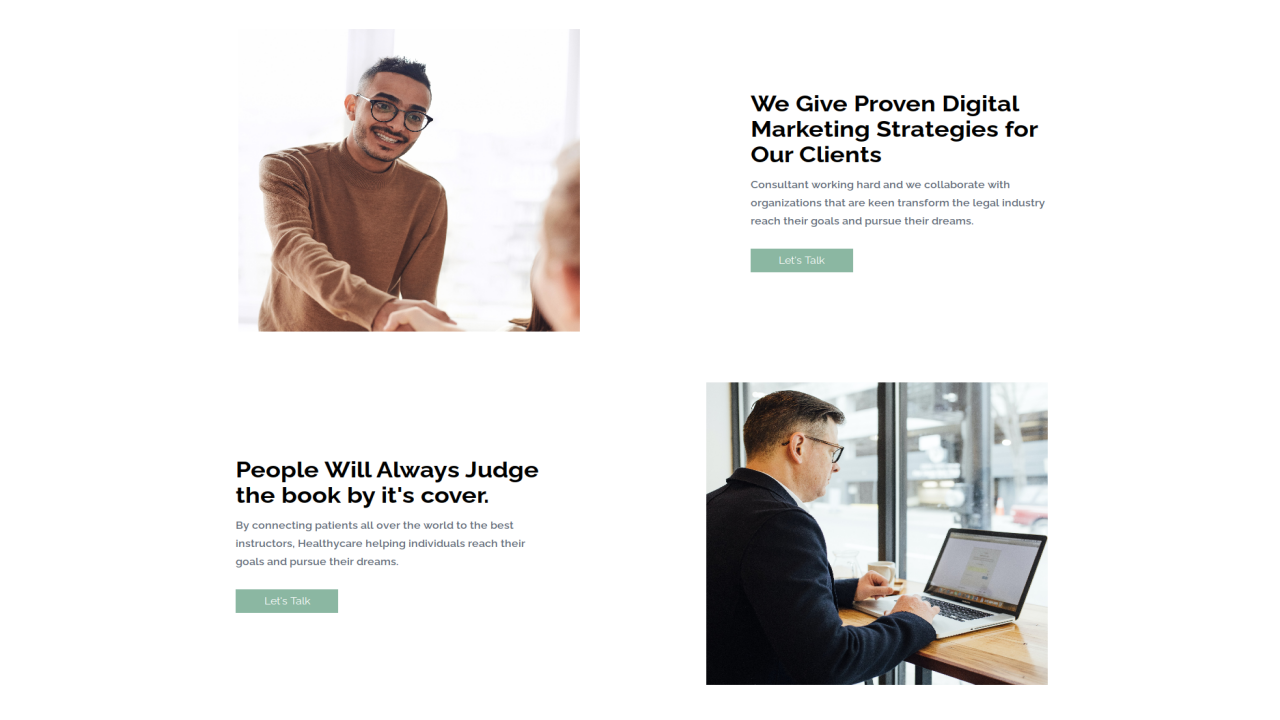 We Give Proven Digital
Marketing Strategies for
Our Clients
Consultant working hard and we collaborate with
organizations that are keen transform the legal industry
reach their goals and pursue their dreams.
Let's Talk
People Will Always Judge
the book by it's cover.
By connecting patients all over the world to the best
instructors, Healthycare helping individuals reach their
goals and pursue their dreams.
Let's Talk